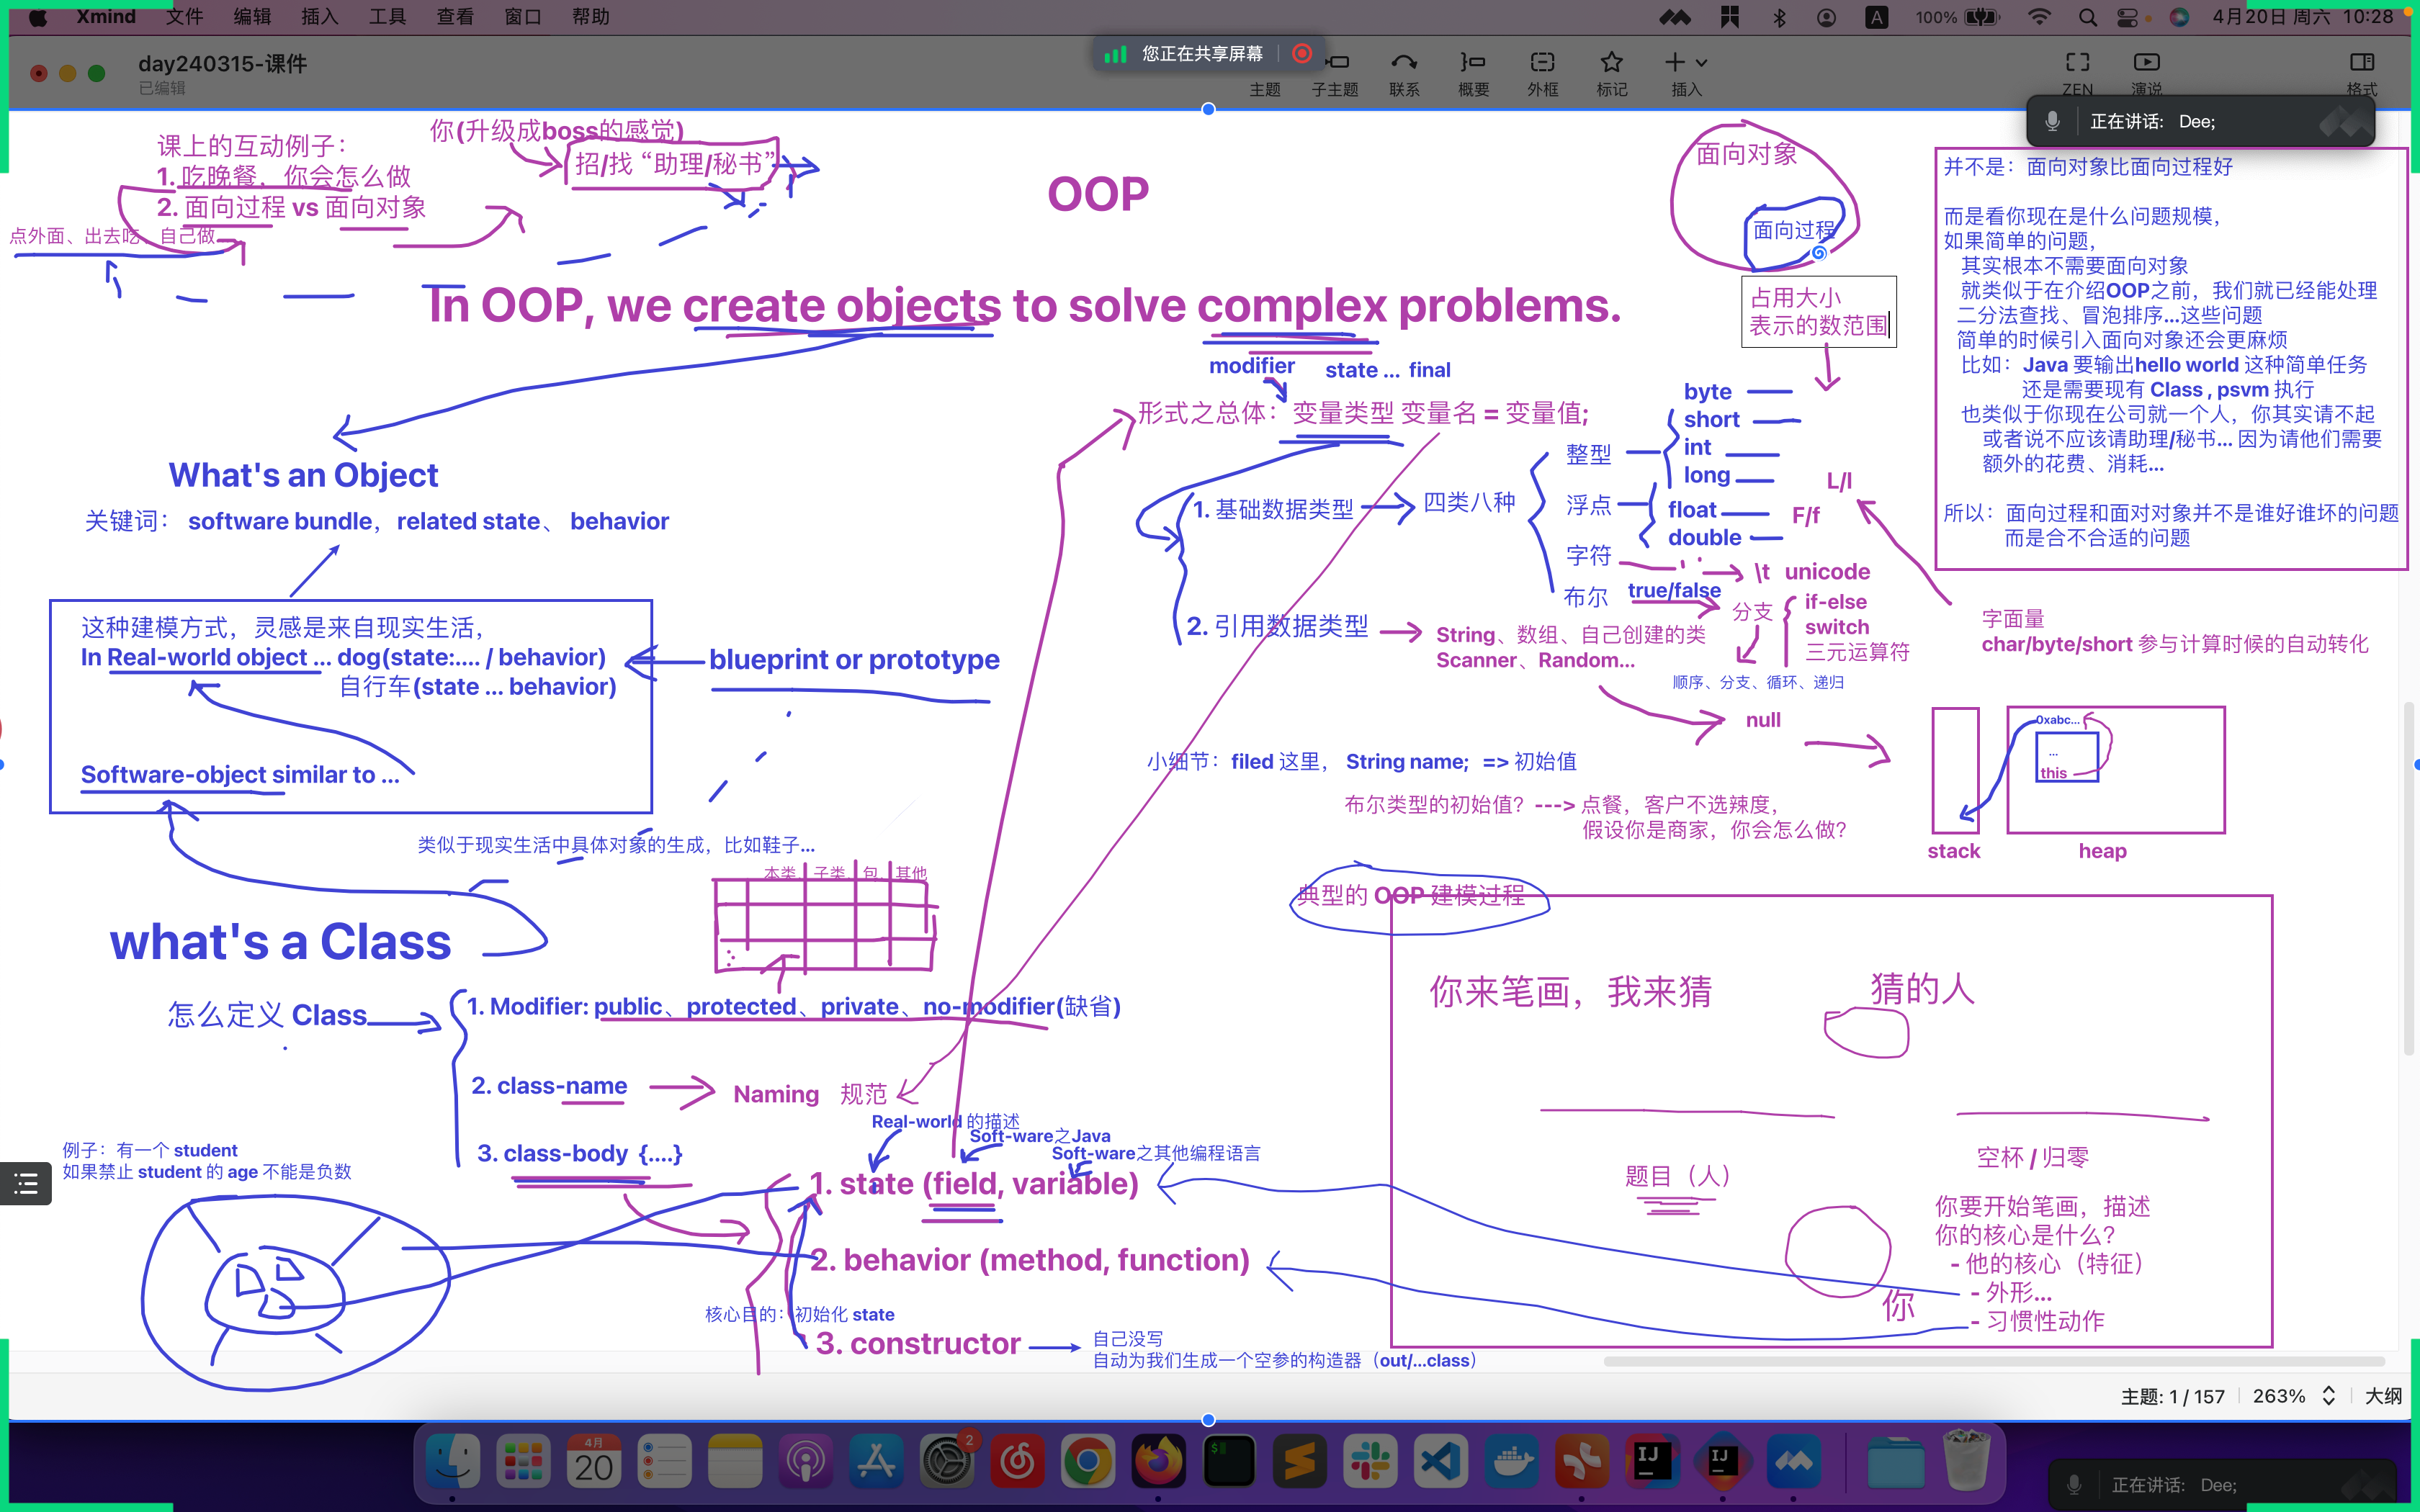 Xmind 文件 编辑 插入 工具 查看 窗口 帮助
A 100% 4月20日 周六 10:28
day240315-课件
已编辑
您正在共享屏幕
主题 子主题 联系 概要 外框 标记 插入 ZEN 演说 格式
正在讲话: Dee;
课上的互动例子：
1. 吃晚餐，你会怎么做
2. 面向过程 vs 面向对象
点外面、出去吃、自己做...
你(升级成boss的感觉)
招/找 “助理/秘书”
OOP
In OOP, we create objects to solve complex problems.
面向对象
面向过程
占用大小
表示的数范围
并不是：面向对象比面向过程好
而是看你现在是什么问题规模，
如果简单的问题，
其实根本不需要面向对象
就类似于在介绍OOP之前，我们就已经能处理
二分法查找、冒泡排序...这些问题
简单的时候引入面向对象还会更麻烦
比如：Java 要输出hello world 这种简单任务
还是需要现有 Class , psvm 执行
也类似于你现在公司就一个人，你其实请不起
或者说不应该请助理/秘书... 因为请他们需要
额外的花费、消耗...
所以：面向过程和面对对象并不是谁好谁坏的问题
而是合不合适的问题
What's an Object
关键词： software bundle，related state、 behavior
这种建模方式，灵感是来自现实生活，
In Real-world object ... dog(state:.... / behavior)
自行车(state ... behavior)
Software-object similar to ...
blueprint or prototype
类似于现实生活中具体对象的生成，比如鞋子...
modifier state ... final
形式之总体：变量类型 变量名 = 变量值;
1. 基础数据类型
四类八种
整型
byte
short
int
long
L/l
浮点
float
double
F/f
字符
' '
\t unicode
布尔
true/false
分支
if-else
switch
三元运算符
顺序、分支、循环、递归
字面量
char/byte/short 参与计算时候的自动转化
2. 引用数据类型
String、数组、自己创建的类
Scanner、Random...
null
0xabc...
...
this
stack
heap
小细节：filed 这里， String name; => 初始值
布尔类型的初始值？---> 点餐，客户不选辣度，
假设你是商家，你会怎么做？
what's a Class
怎么定义 Class
本类 子类 包 其他
1. Modifier: public、protected、private、no-modifier(缺省)
2. class-name
Naming 规范
3. class-body {....}
Real-world 的描述
Soft-ware之Java
Soft-ware之其他编程语言
1. state (field, variable)
2. behavior (method, function)
核心目的：初始化 state
3. constructor
自己没写
自动为我们生成一个空参的构造器（out/...class）
例子：有一个 student
如果禁止 student 的 age 不能是负数
典型的 OOP 建模过程
你来笔画，我来猜
猜的人
题目（人）
空杯 / 归零
你要开始笔画，描述
你的核心是什么？
- 他的核心（特征）
- 外形...
- 习惯性动作
你
主题: 1 / 157 263% 大纲
4月
20
2
$
IJ
IJ
正在讲话: Dee;